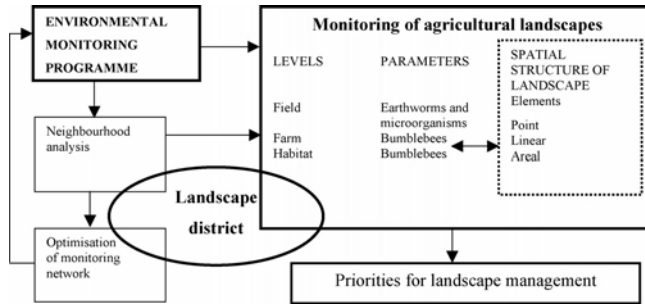 ENVIRONMENTAL
MONITORING
PROGRAMME
Neighbourhood
analysis
Optimisation
of monitoring
network
Landscape
district
Monitoring of agricultural landscapes
LEVELS
Field
Farm
Habitat
PARAMETERS
Earthworms and
microorganisms
Bumblebees
Bumblebees
SPATIAL
STRUCTURE OF
LANDSCAPE
Elements
Point
Linear
Areal
Priorities for landscape management